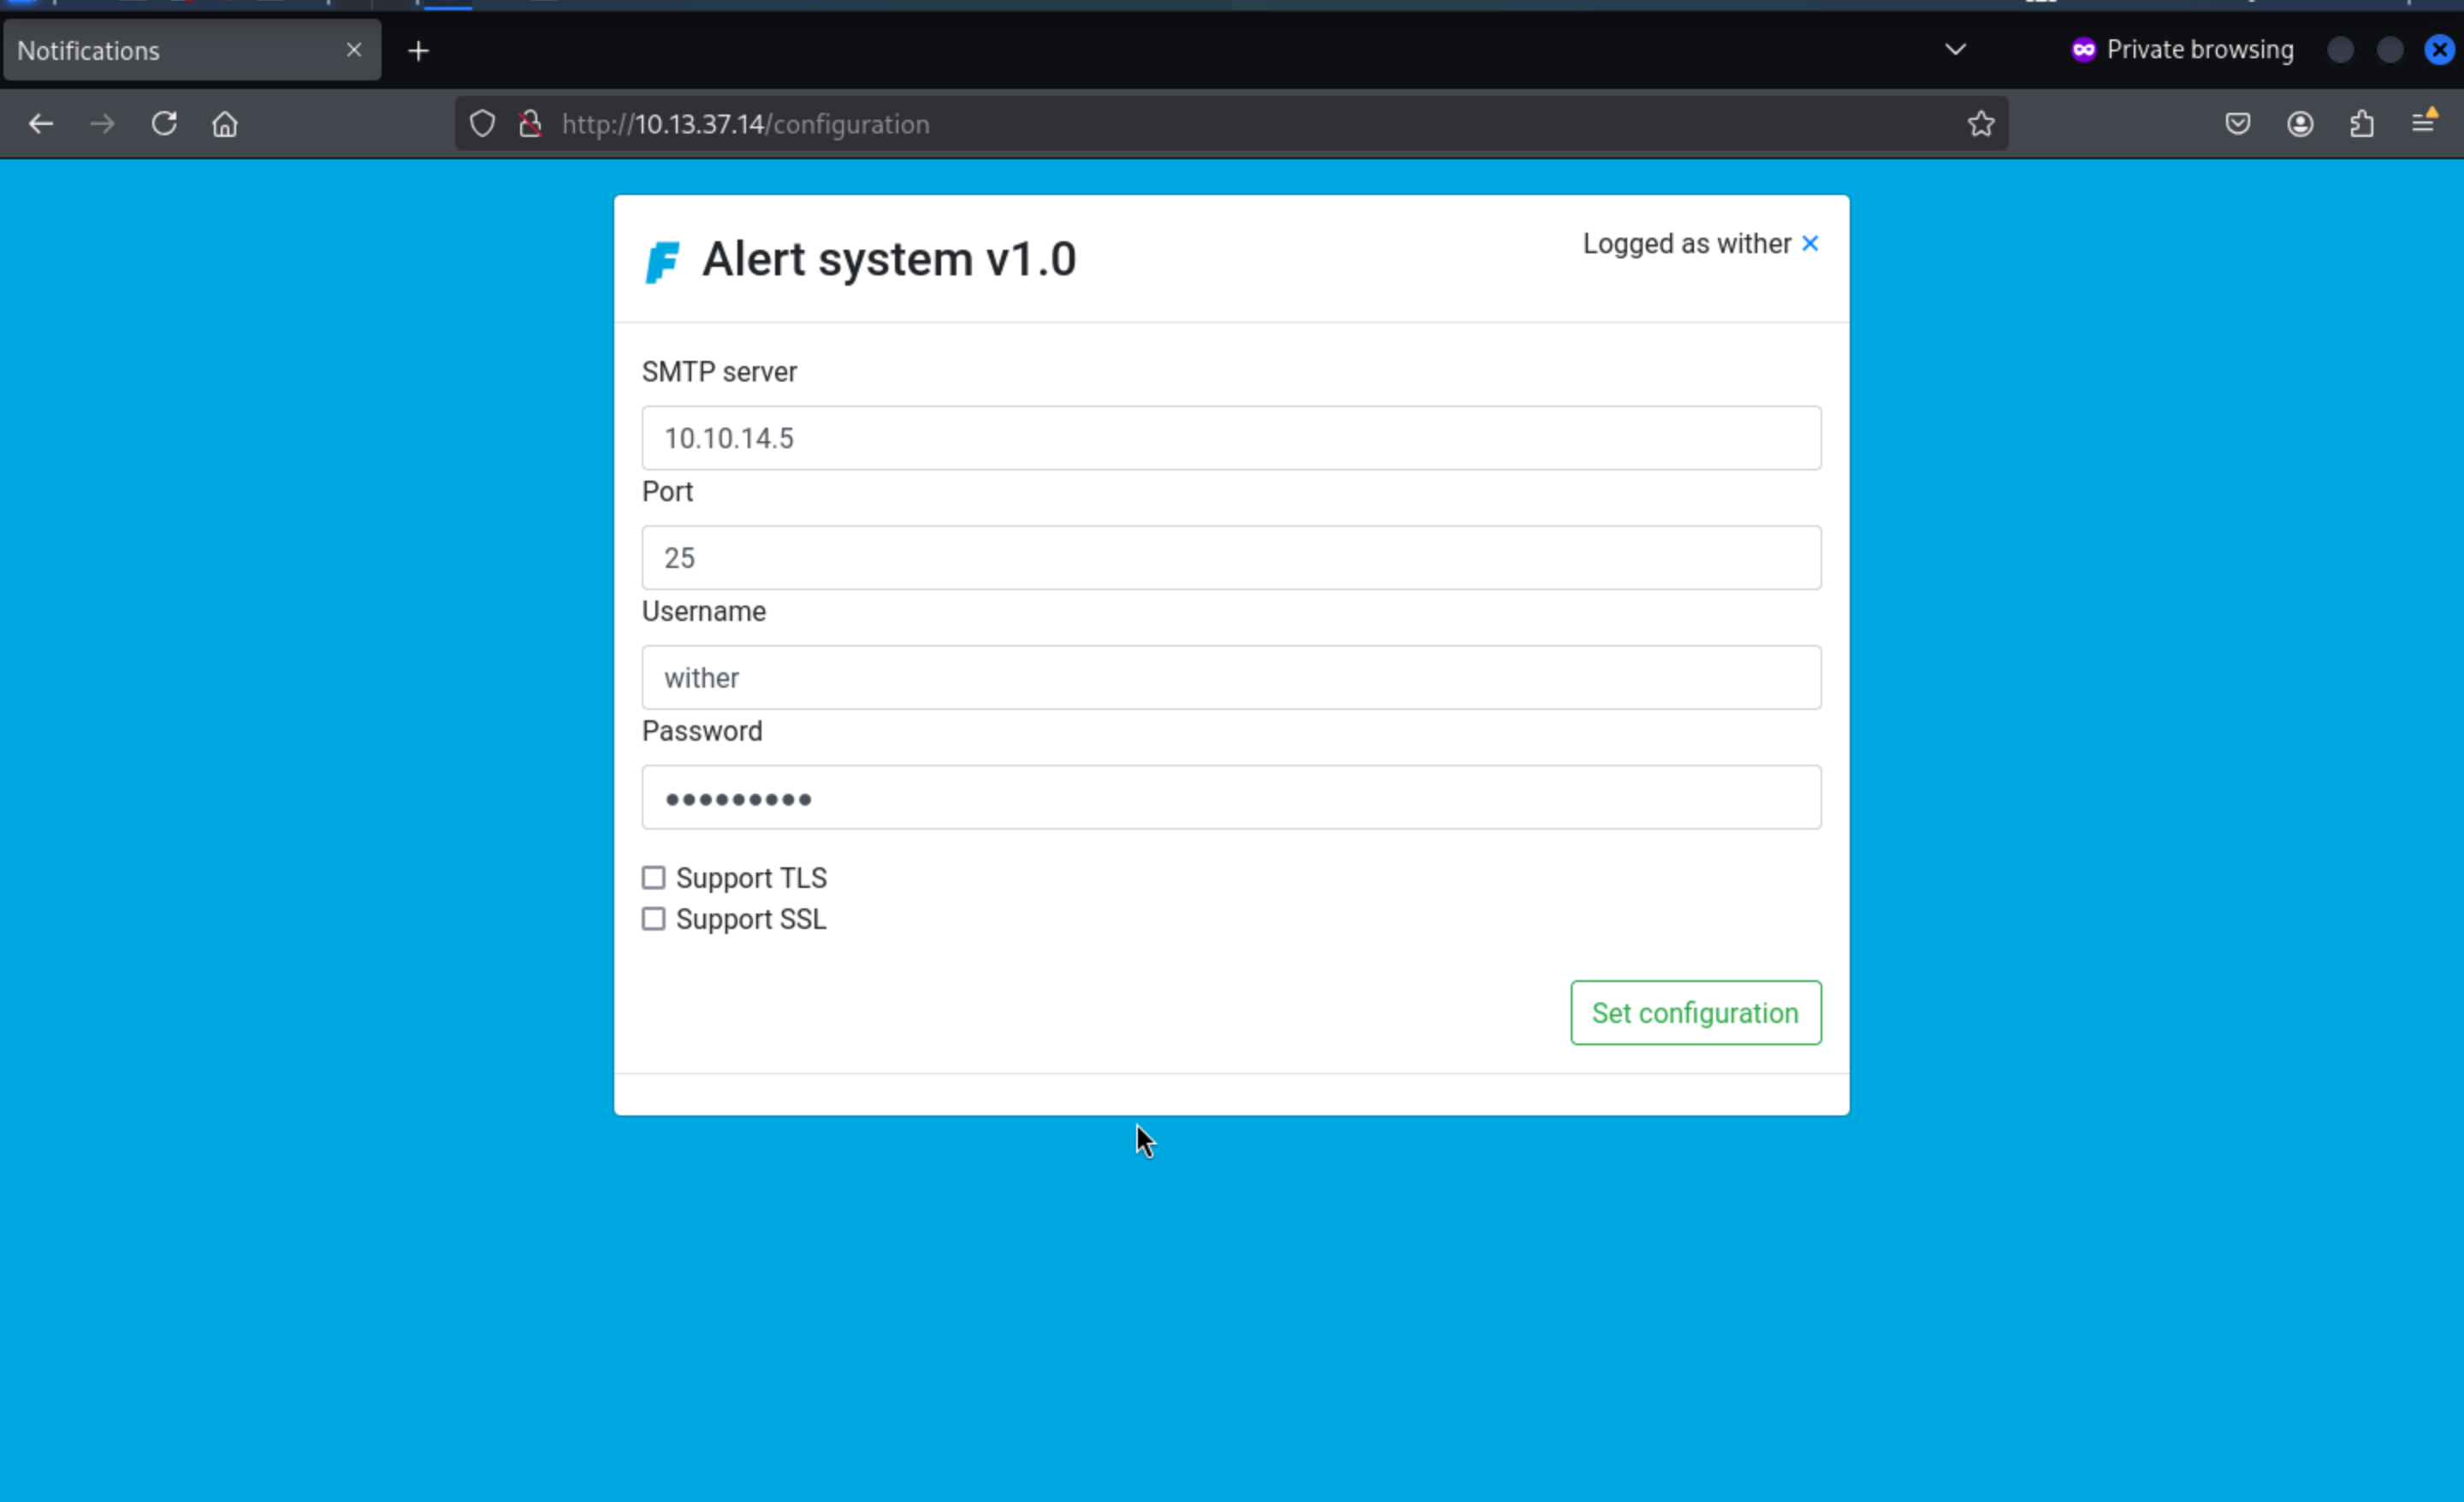 Notifications
Private browsing
http://10.13.37.14/configuration
F Alert system v1.0
Logged as wither ×
SMTP server
10.10.14.5
Port
25
Username
wither
Password
•••••••••
Support TLS
Support SSL
Set configuration